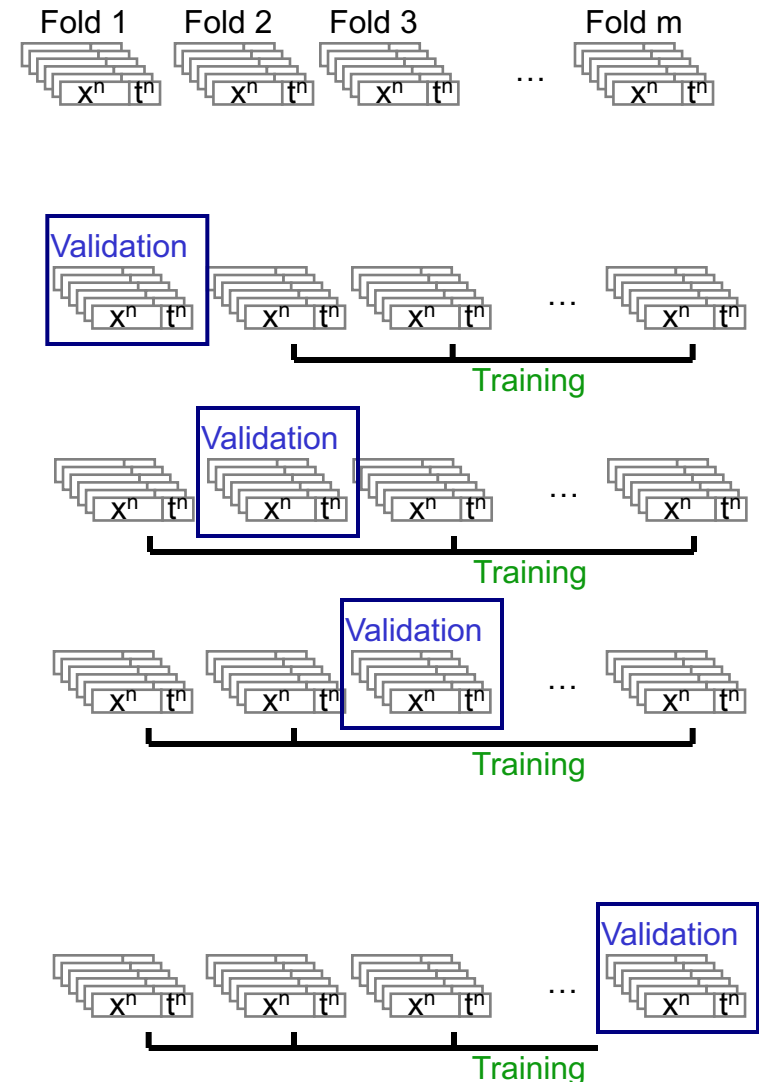 Fold 1 Fold 2 Fold 3 Fold m
xⁿ tⁿ xⁿ tⁿ xⁿ tⁿ … xⁿ tⁿ
Validation
xⁿ tⁿ xⁿ tⁿ xⁿ tⁿ … xⁿ tⁿ
Training
Validation
xⁿ tⁿ xⁿ tⁿ xⁿ tⁿ … xⁿ tⁿ
Training
Validation
xⁿ tⁿ xⁿ tⁿ xⁿ tⁿ … xⁿ tⁿ
Training
Validation
xⁿ tⁿ xⁿ tⁿ xⁿ tⁿ … xⁿ tⁿ
Training